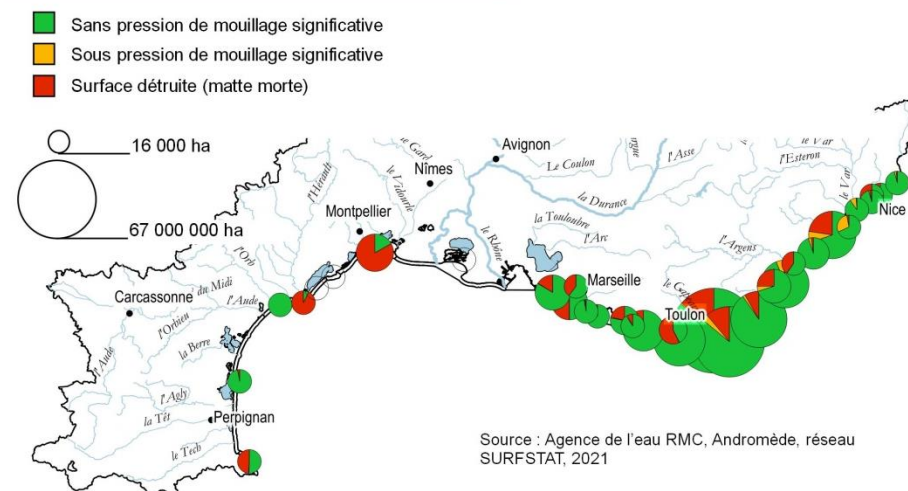 Sans pression de mouillage significative
Sous pression de mouillage significative
Surface détruite (matte morte)
16 000 ha
67 000 000 ha
Avignon
Nîmes
Montpellier
Carcassonne
Perpignan
Marseille
Toulon
Nice
le Gard
le Vidourle
l'Hérault
l'Orb
du Midi
l'Aude
l'Orbieu
la Berre
l'Aude
l'Agly
la Têt
le Tech
le Rhône
Le Coulon
la Durance
la Touloubre
l'Arc
l'Asse
l'Esteron
le Var
le Var
l'Argens
le Gapeau
Source : Agence de l'eau RMC, Andromède, réseau
SURFSTAT, 2021